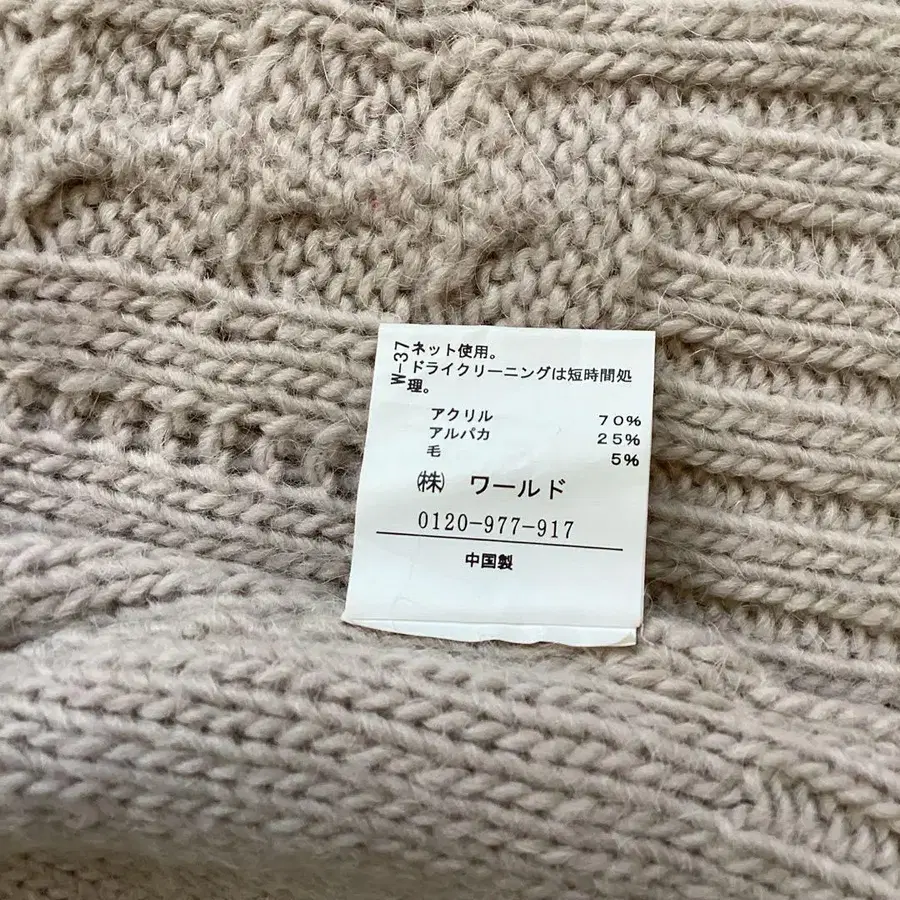 W-37
ネット使用。
ドライクリーニングは短時間処
理。
アクリル 70%
アルパカ 25%
毛 5%
㈱ ワールド
0120-977-917
中国製